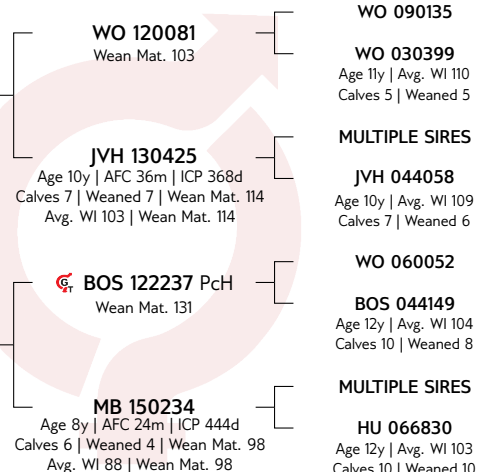 WO 120081
Wean Mat. 103
JVH 130425
Age 10y | AFC 36m | ICP 368d
Calves 7 | Weaned 7 | Wean Mat. 114
Avg. WI 103 | Wean Mat. 114
GT BOS 122237 PcH
Wean Mat. 131
MB 150234
Age 8y | AFC 24m | ICP 444d
Calves 6 | Weaned 4 | Wean Mat. 98
Avg. WI 88 | Wean Mat. 98
WO 090135
WO 030399
Age 11y | Avg. WI 110
Calves 5 | Weaned 5
MULTIPLE SIRES
JVH 044058
Age 10y | Avg. WI 109
Calves 7 | Weaned 6
WO 060052
BOS 044149
Age 12y | Avg. WI 104
Calves 10 | Weaned 8
MULTIPLE SIRES
HU 066830
Age 12y | Avg. WI 103
Calves 10 | Weaned 10